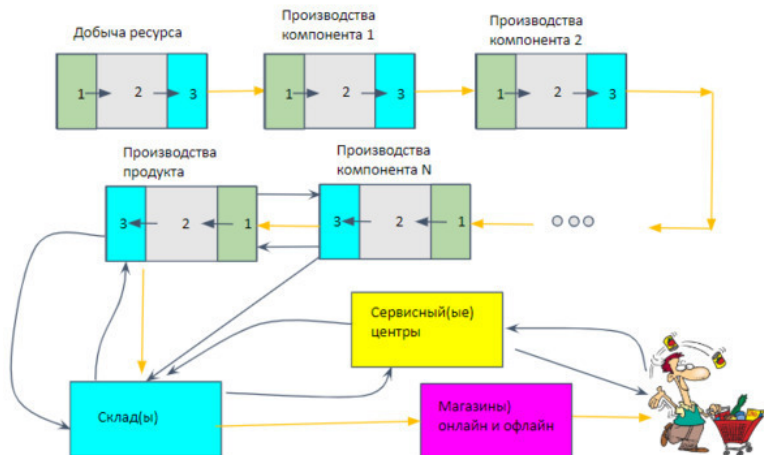 Добыча ресурса
Производства
компонента 1
Производства
компонента 2
1 2 3
1 2 3
1 2 3
Производства
продукта
Производства
компонента N
3 2 1
3 2 1
Сервисный(ые)
центры
Склад(ы)
Магазины)
онлайн и офлайн